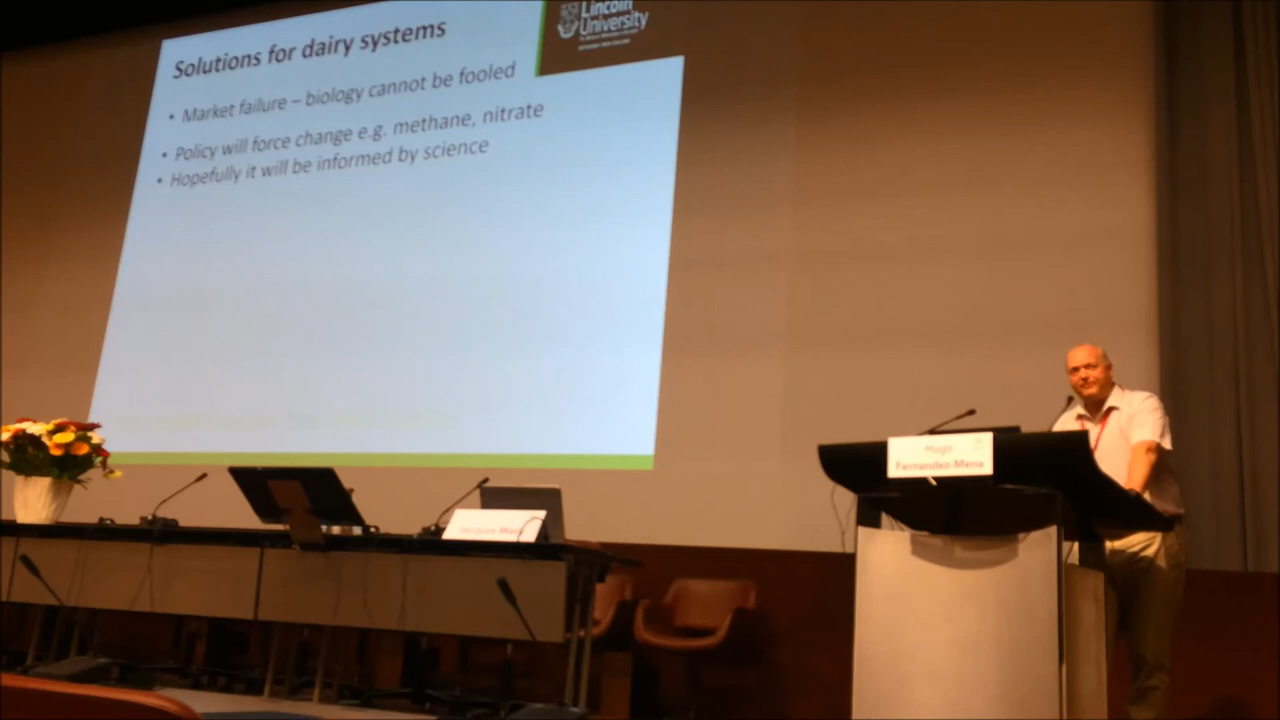 Lincoln
University
Solutions for dairy systems
• Market failure – biology cannot be fooled
• Policy will force change e.g. methane, nitrate
• Hopefully it will be informed by science
Hugo
Fernandez-Mena